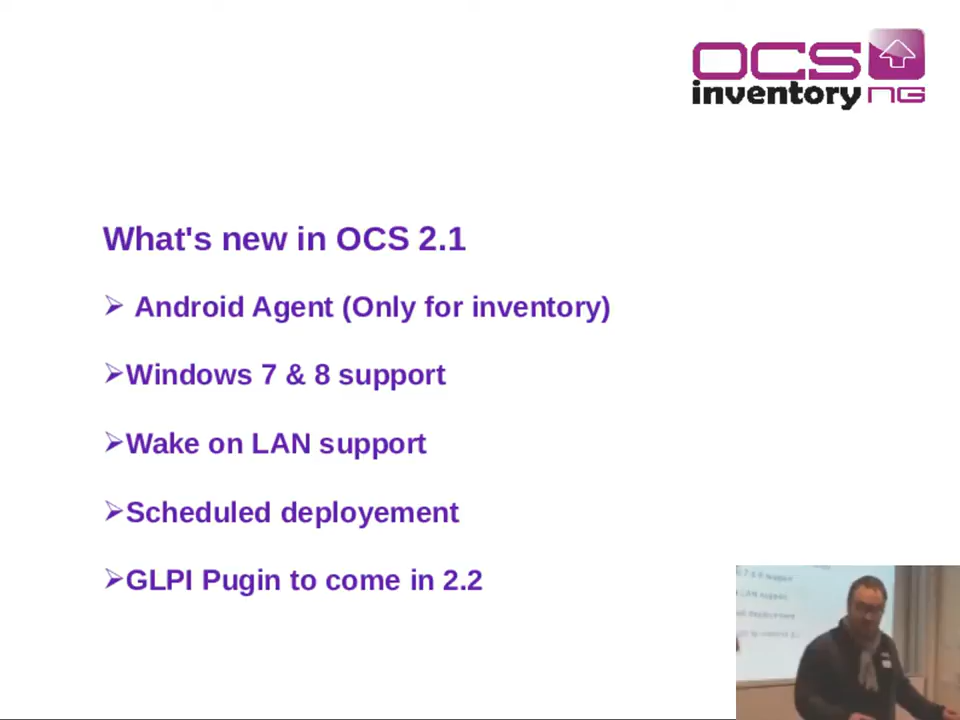 OCS
inventory NG
What's new in OCS 2.1
Android Agent (Only for inventory)
Windows 7 & 8 support
Wake on LAN support
Scheduled deployement
GLPI Pugin to come in 2.2